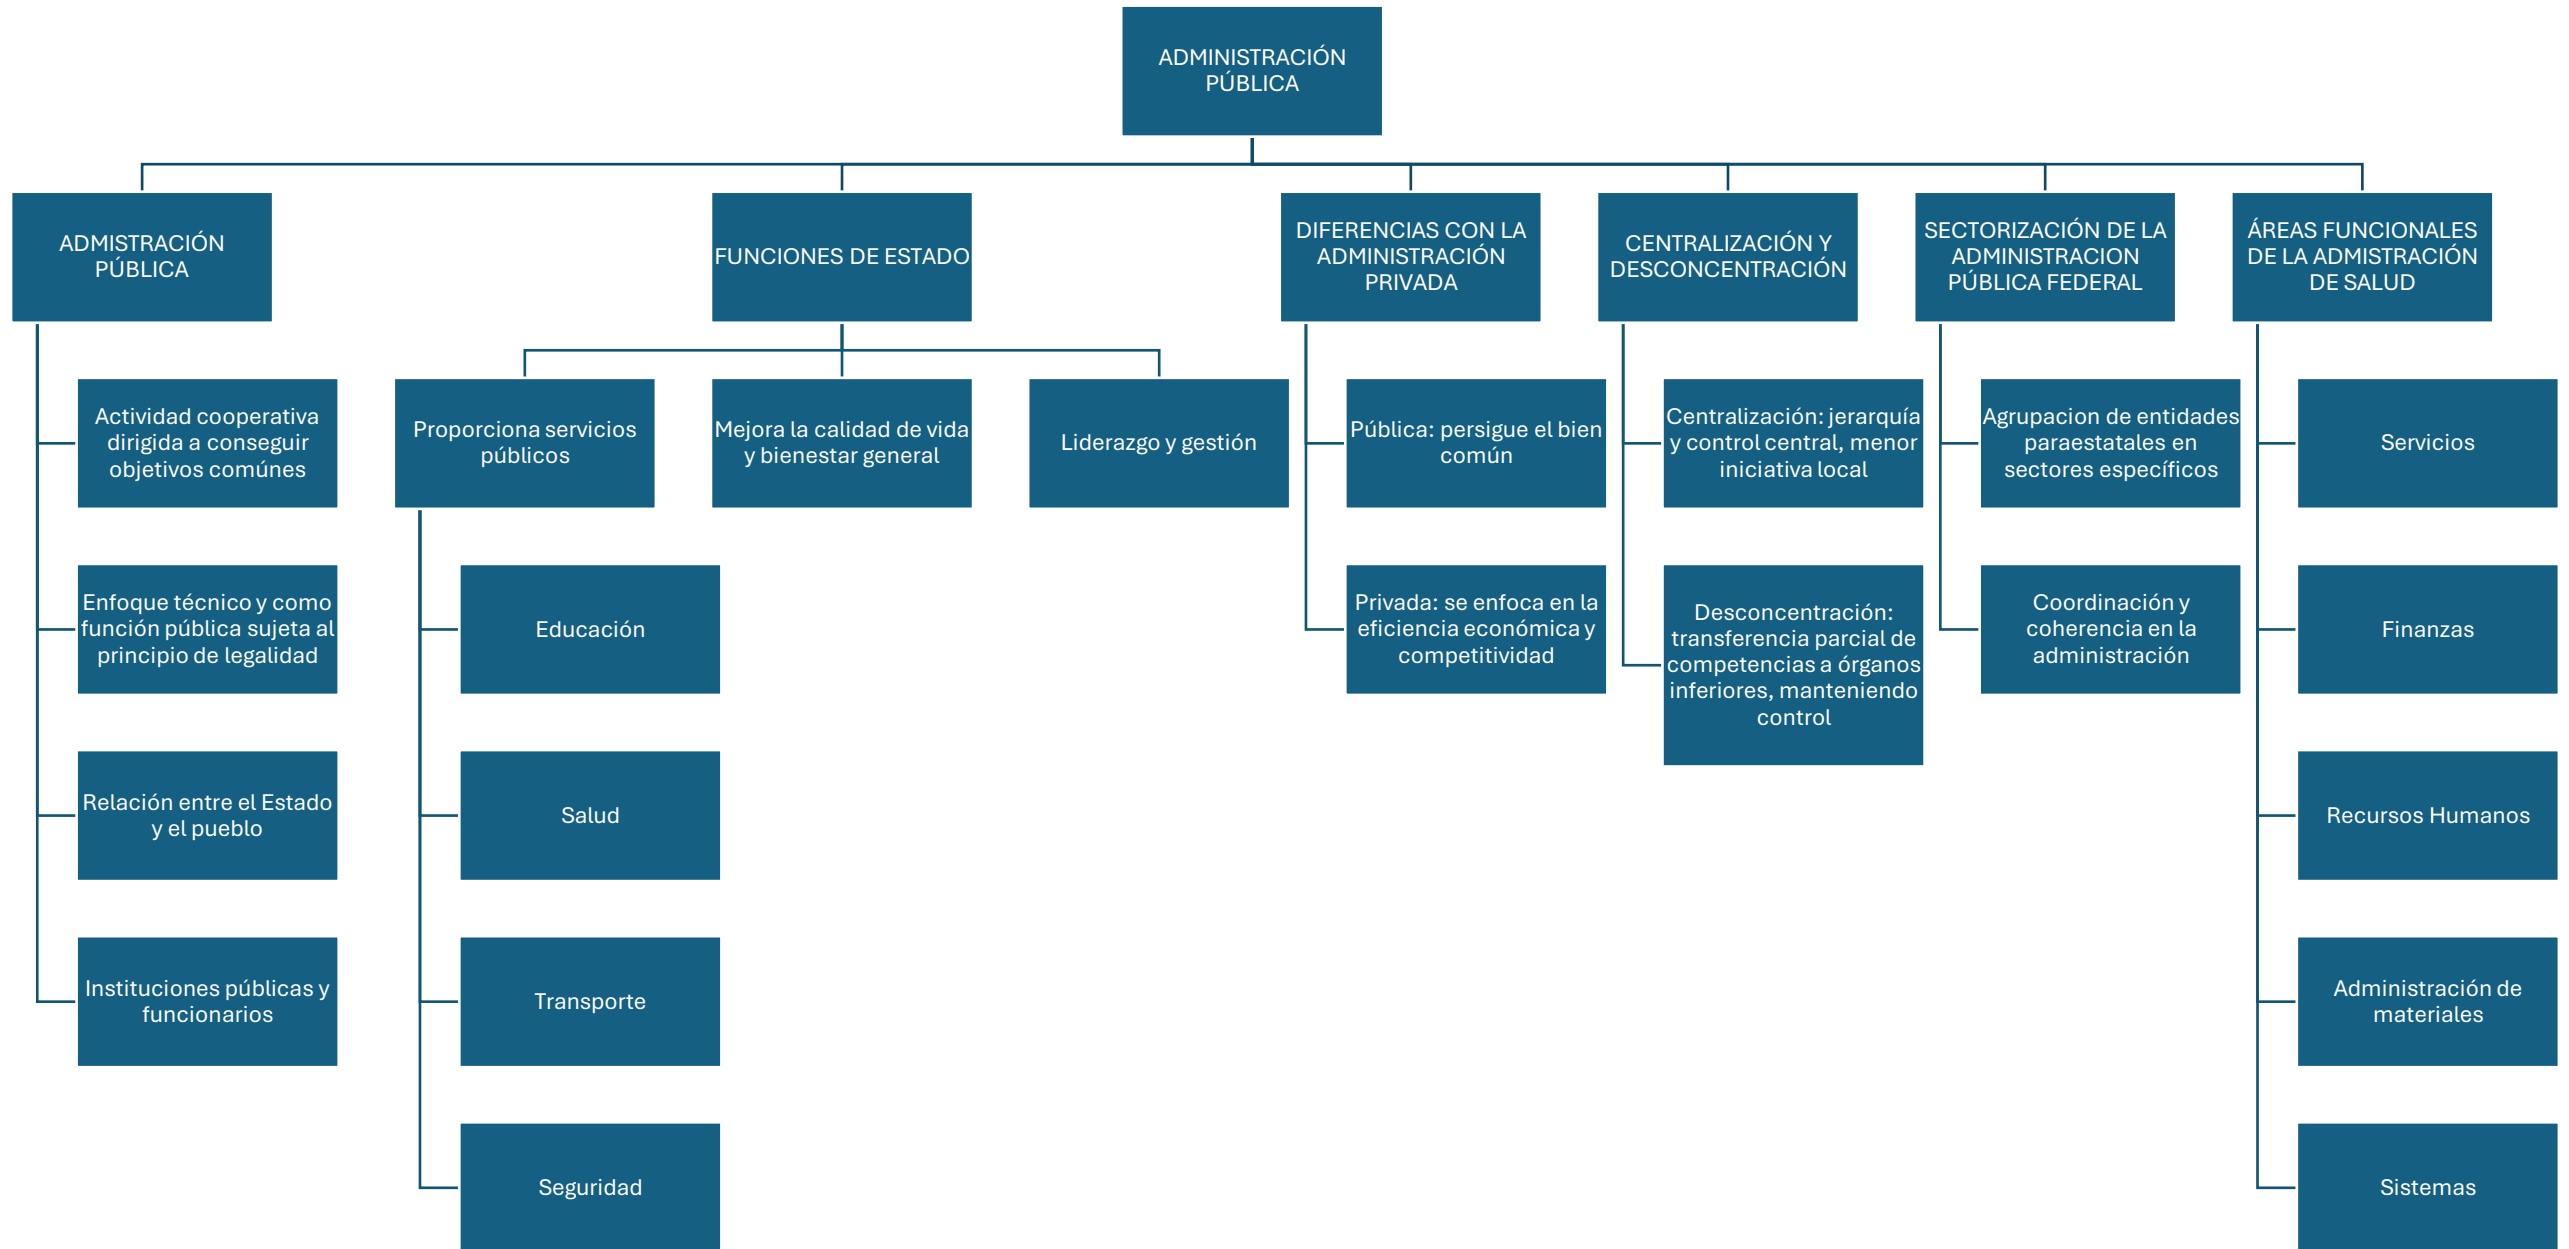 ADMINISTRACIÓN
PÚBLICA
ADMISTRACIÓN
PÚBLICA
Actividad cooperativa
dirigida a conseguir
objetivos comúnes
Enfoque técnico y como
función pública sujeta al
principio de legalidad
Relación entre el Estado
y el pueblo
Instituciones públicas y
funcionarios
FUNCIONES DE ESTADO
Proporciona servicios
públicos
Educación
Salud
Transporte
Seguridad
Mejora la calidad de vida
y bienestar general
Liderazgo y gestión
DIFERENCIAS CON LA
ADMINISTRACIÓN
PRIVADA
Pública: persigue el bien
común
Privada: se enfoca en la
eficiencia económica y
competitividad
CENTRALIZACIÓN Y
DESCONCENTRACIÓN
Centralización: jerarquía
y control central, menor
iniciativa local
Desconcentración:
transferencia parcial de
competencias a órganos
inferiores, manteniendo
control
SECTORIZACIÓN DE LA
ADMINISTRACION
PÚBLICA FEDERAL
Agrupacion de entidades
paraestatales en
sectores específicos
Coordinación y
coherencia en la
administración
ÁREAS FUNCIONALES
DE LA ADMISTRACIÓN
DE SALUD
Servicios
Finanzas
Recursos Humanos
Administración de
materiales
Sistemas